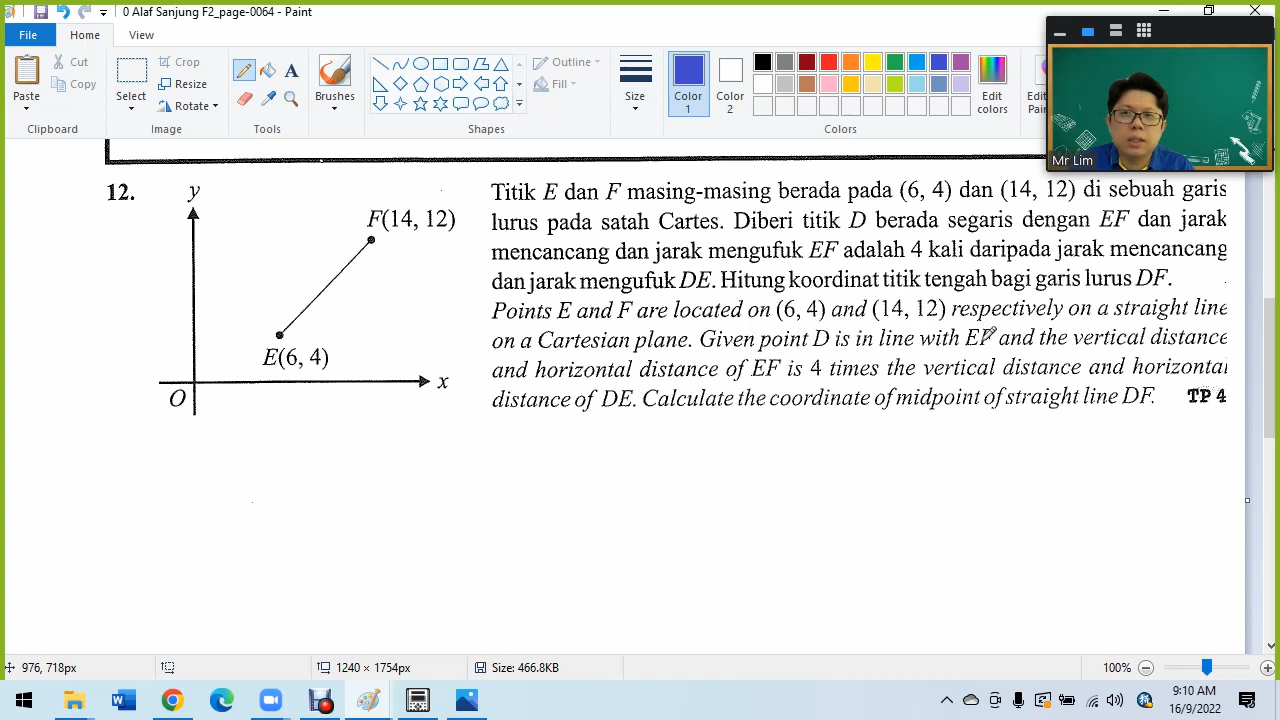 0 Alaf Sanjung F2_page-0064 - Paint
File
Home
View
Paste
Cut
Copy
Clipboard
Select
Crop
Resize
Rotate
Image
Tools
Brushes
Shapes
Outline
Fill
Size
Color 1
Color 2
Colors
Edit colors
Mr Lim
12.
y
F(14, 12)
E(6, 4)
O
x
Titik E dan F masing-masing berada pada (6, 4) dan (14, 12) di sebuah garis
lurus pada satah Cartes. Diberi titik D berada segaris dengan EF dan jarak
mencancang dan jarak mengufuk EF adalah 4 kali daripada jarak mencancang
dan jarak mengufuk DE. Hitung koordinat titik tengah bagi garis lurus DF.
Points E and F are located on (6, 4) and (14, 12) respectively on a straight line
on a Cartesian plane. Given point D is in line with EF and the vertical distance
and horizontal distance of EF is 4 times the vertical distance and horizontal
distance of DE. Calculate the coordinate of midpoint of straight line DF.
TP 4
976, 718px
1240 × 1754px
Size: 466.8KB
100%
9:10 AM
16/9/2022